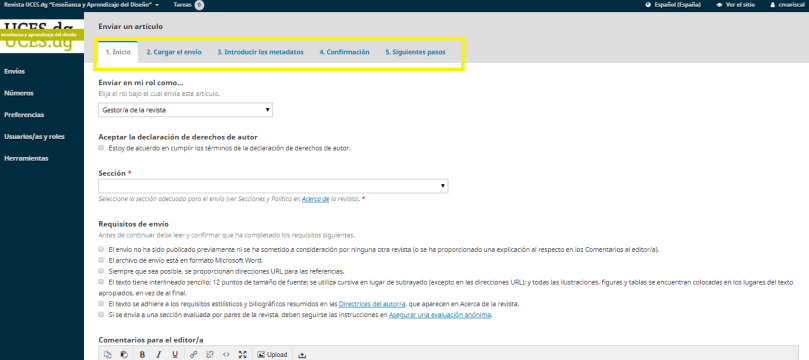 Revista UCES.dg "Enseñanza y Aprendizaje del Diseño" Tareas 0 Español (España) Ver el sitio cmariscal
UCES.dg
enseñanza y aprendizaje del diseño
UCES.dg
Envíos
Números
Preferencias
Usuarios/as y roles
Herramientas
Enviar un artículo
1. Inicio 2. Cargar el envío 3. Introducir los metadatos 4. Confirmación 5. Siguientes pasos
Enviar en mi rol como...
Elija el rol bajo el cual envía este artículo.
Gestor/a de la revista
Aceptar la declaración de derechos de autor
Estoy de acuerdo en cumplir los términos de la declaración de derechos de autor.
Sección *
Seleccione la sección adecuada para el envío (ver Secciones y Política en Acerca de la revista). *
Requisitos de envío
Antes de continuar debe leer y confirmar que ha completado los requisitos siguientes.
El envío no ha sido publicado previamente ni se ha sometido a consideración por ninguna otra revista (o se ha proporcionado una explicación al respecto en los Comentarios al editor/a).
El archivo de envío está en formato Microsoft Word.
Siempre que sea posible, se proporcionan direcciones URL para las referencias.
El texto tiene interlineado sencillo; 12 puntos de tamaño de fuente; se utiliza cursiva en lugar de subrayado (excepto en las direcciones URL); y todas las ilustraciones, figuras y tablas se encuentran colocadas en los lugares del texto
apropiados, en vez de al final.
El texto se adhiere a los requisitos estilísticos y biliográficos resumidos en las Directrices del autor/a, que aparecen en Acerca de la revista.
Si se envía a una sección evaluada por pares de la revista, deben seguirse las instrucciones en Asegurar una evaluación anónima.
Comentarios para el editor/a
B I U Upload